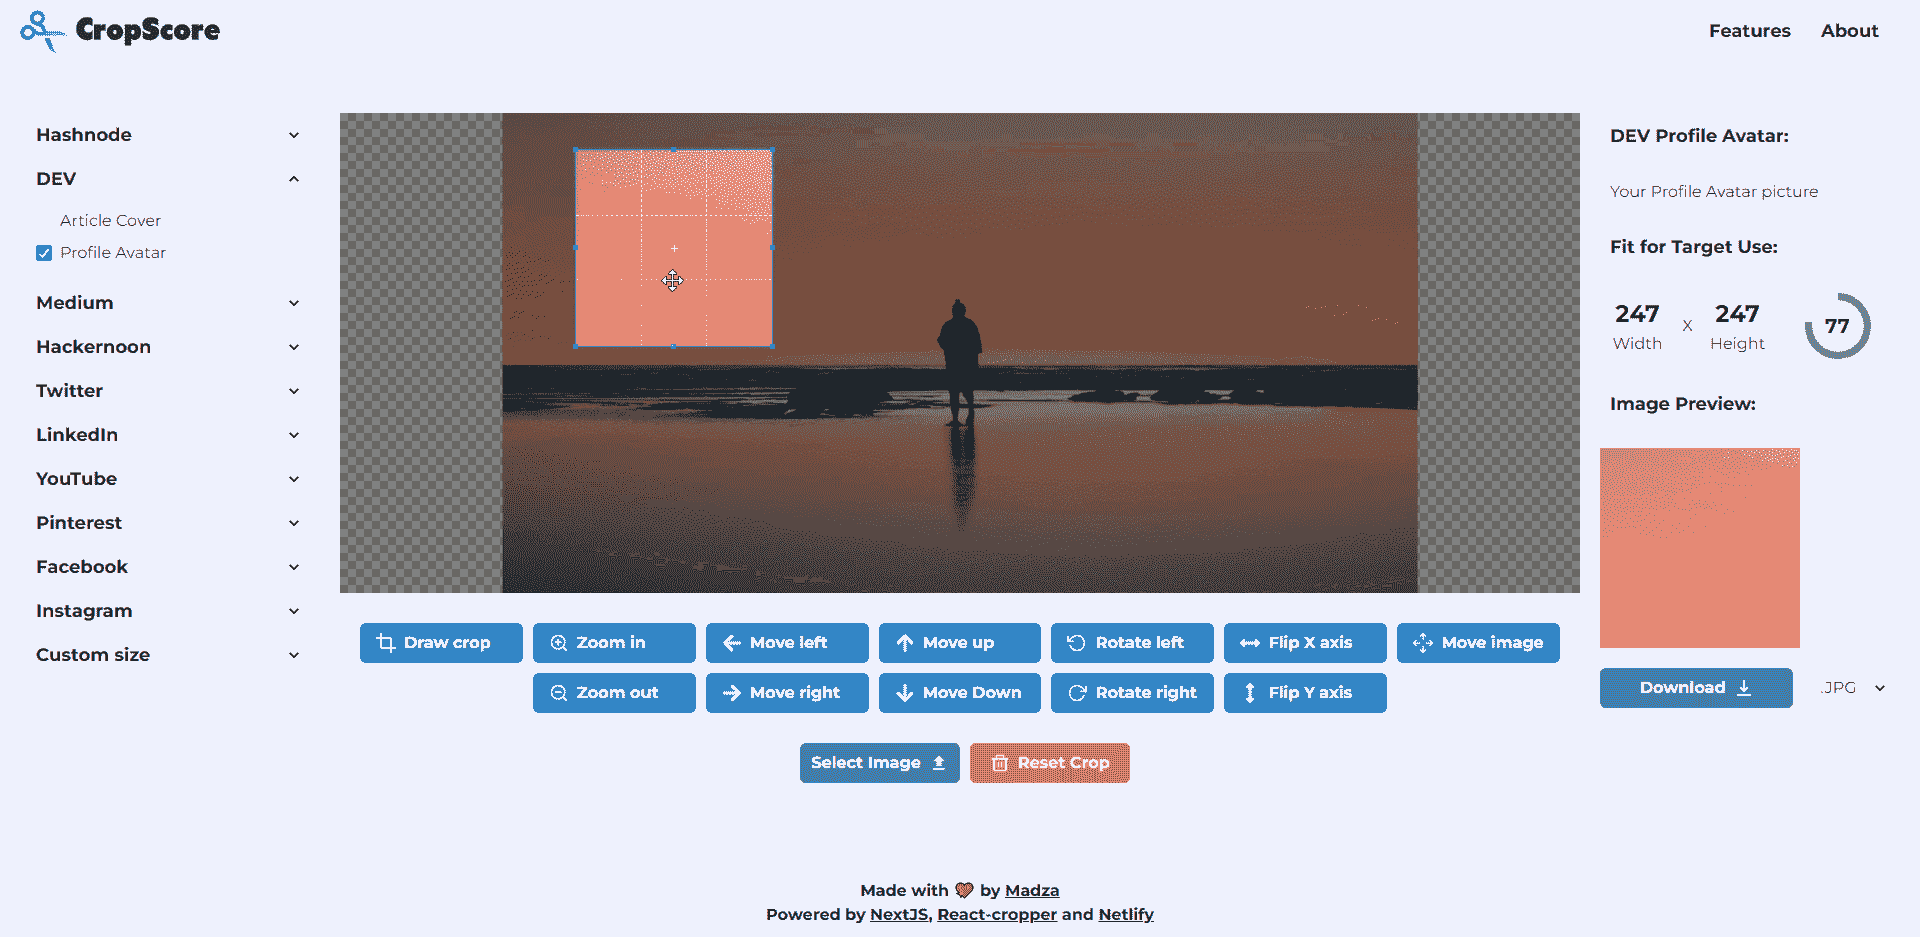 CropScore
Features
About
Hashnode
DEV
Article Cover
Profile Avatar
Medium
Hackernoon
Twitter
LinkedIn
YouTube
Pinterest
Facebook
Instagram
Custom size
DEV Profile Avatar:
Your Profile Avatar picture
Fit for Target Use:
247 X 247
Width Height
77
Image Preview:
Download
.JPG
Draw crop
Zoom in
Move left
Move up
Rotate left
Flip X axis
Move image
Zoom out
Move right
Move Down
Rotate right
Flip Y axis
Select Image
Reset Crop
Made with by Madza
Powered by NextJS, React-cropper and Netlify